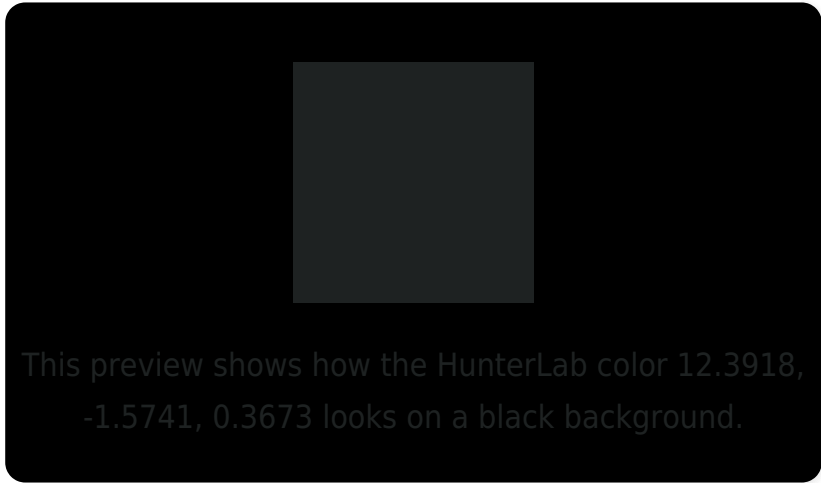 This preview shows how the HunterLab color 12.3918,
-1.5741, 0.3673 looks on a black background.